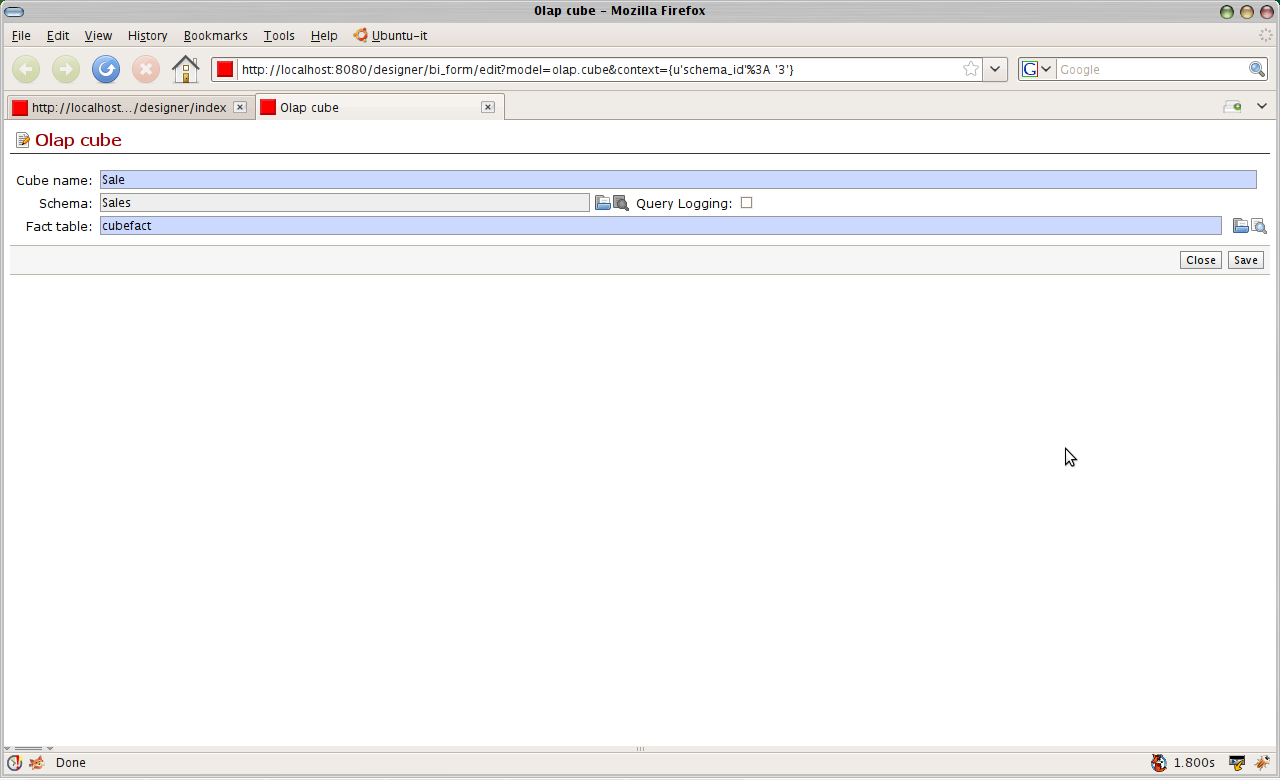 Olap cube - Mozilla Firefox
File Edit View History Bookmarks Tools Help Ubuntu-it
http://localhost:8080/designer/bi_form/edit?model=olap.cube&context={u'schema_id'%3A '3'} G Google
http://localhost.../designer/index Olap cube
Olap cube
Cube name: Sale
Schema: Sales Query Logging:
Fact table: cubefact
Close Save
Done 1.800s